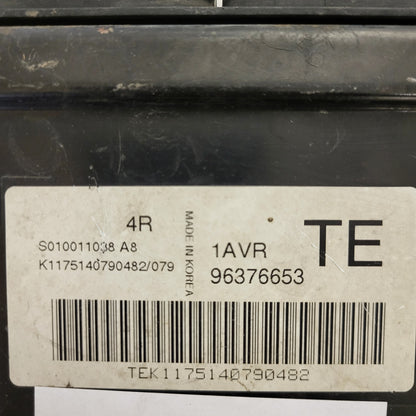 4R
S010011038 A8
K1175140790482/079
MADE IN KOREA
1AVR
96376653
TE
TEK1175140790482